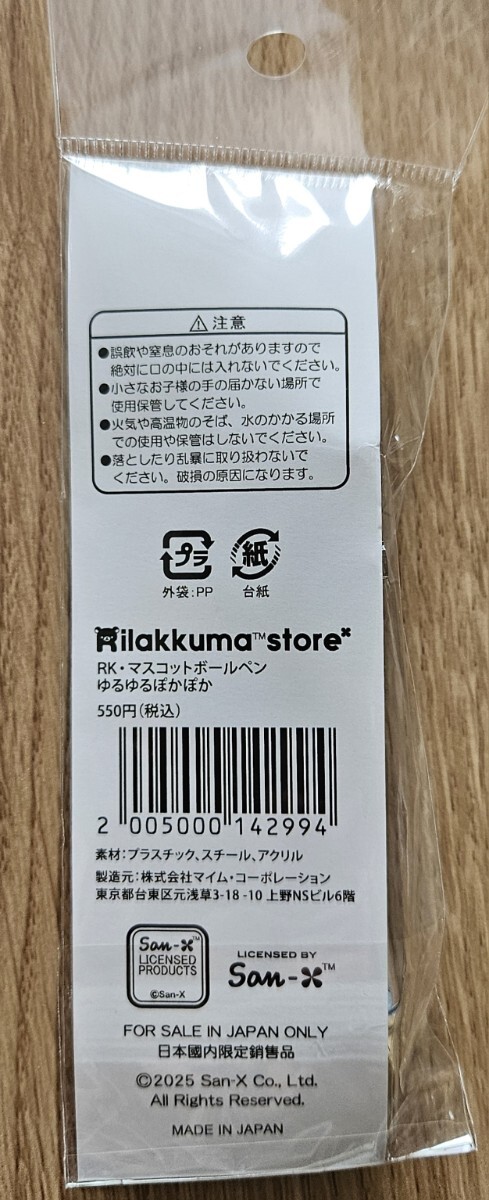 ⚠注意
●誤飲や窒息のおそれがありますので
絶対に口の中には入れないでください。
●小さなお子様の手の届かない場所で
使用保管してください。
●火気や高温物のそば、水のかかる場所
での使用や保管はしないでください。
●落としたり乱暴に取り扱わないで
ください。破損の原因になります。
プラ
紙
外袋:PP
台紙
Rilakkuma™store
RK・マスコットボールペン
ゆるゆるぽかぽか
550円(税込)
2 005000 142994
素材:プラスチック、スチール、アクリル
製造元:株式会社マイム・コーポレーション
東京都台東区元浅草3-18-10 上野NSビル6階
San-X™
LICENSED
PRODUCTS
©San-X
LICENSED BY
San-X™
FOR SALE IN JAPAN ONLY
日本國内限定銷售品
©2025 San-X Co., Ltd.
All Rights Reserved.
MADE IN JAPAN